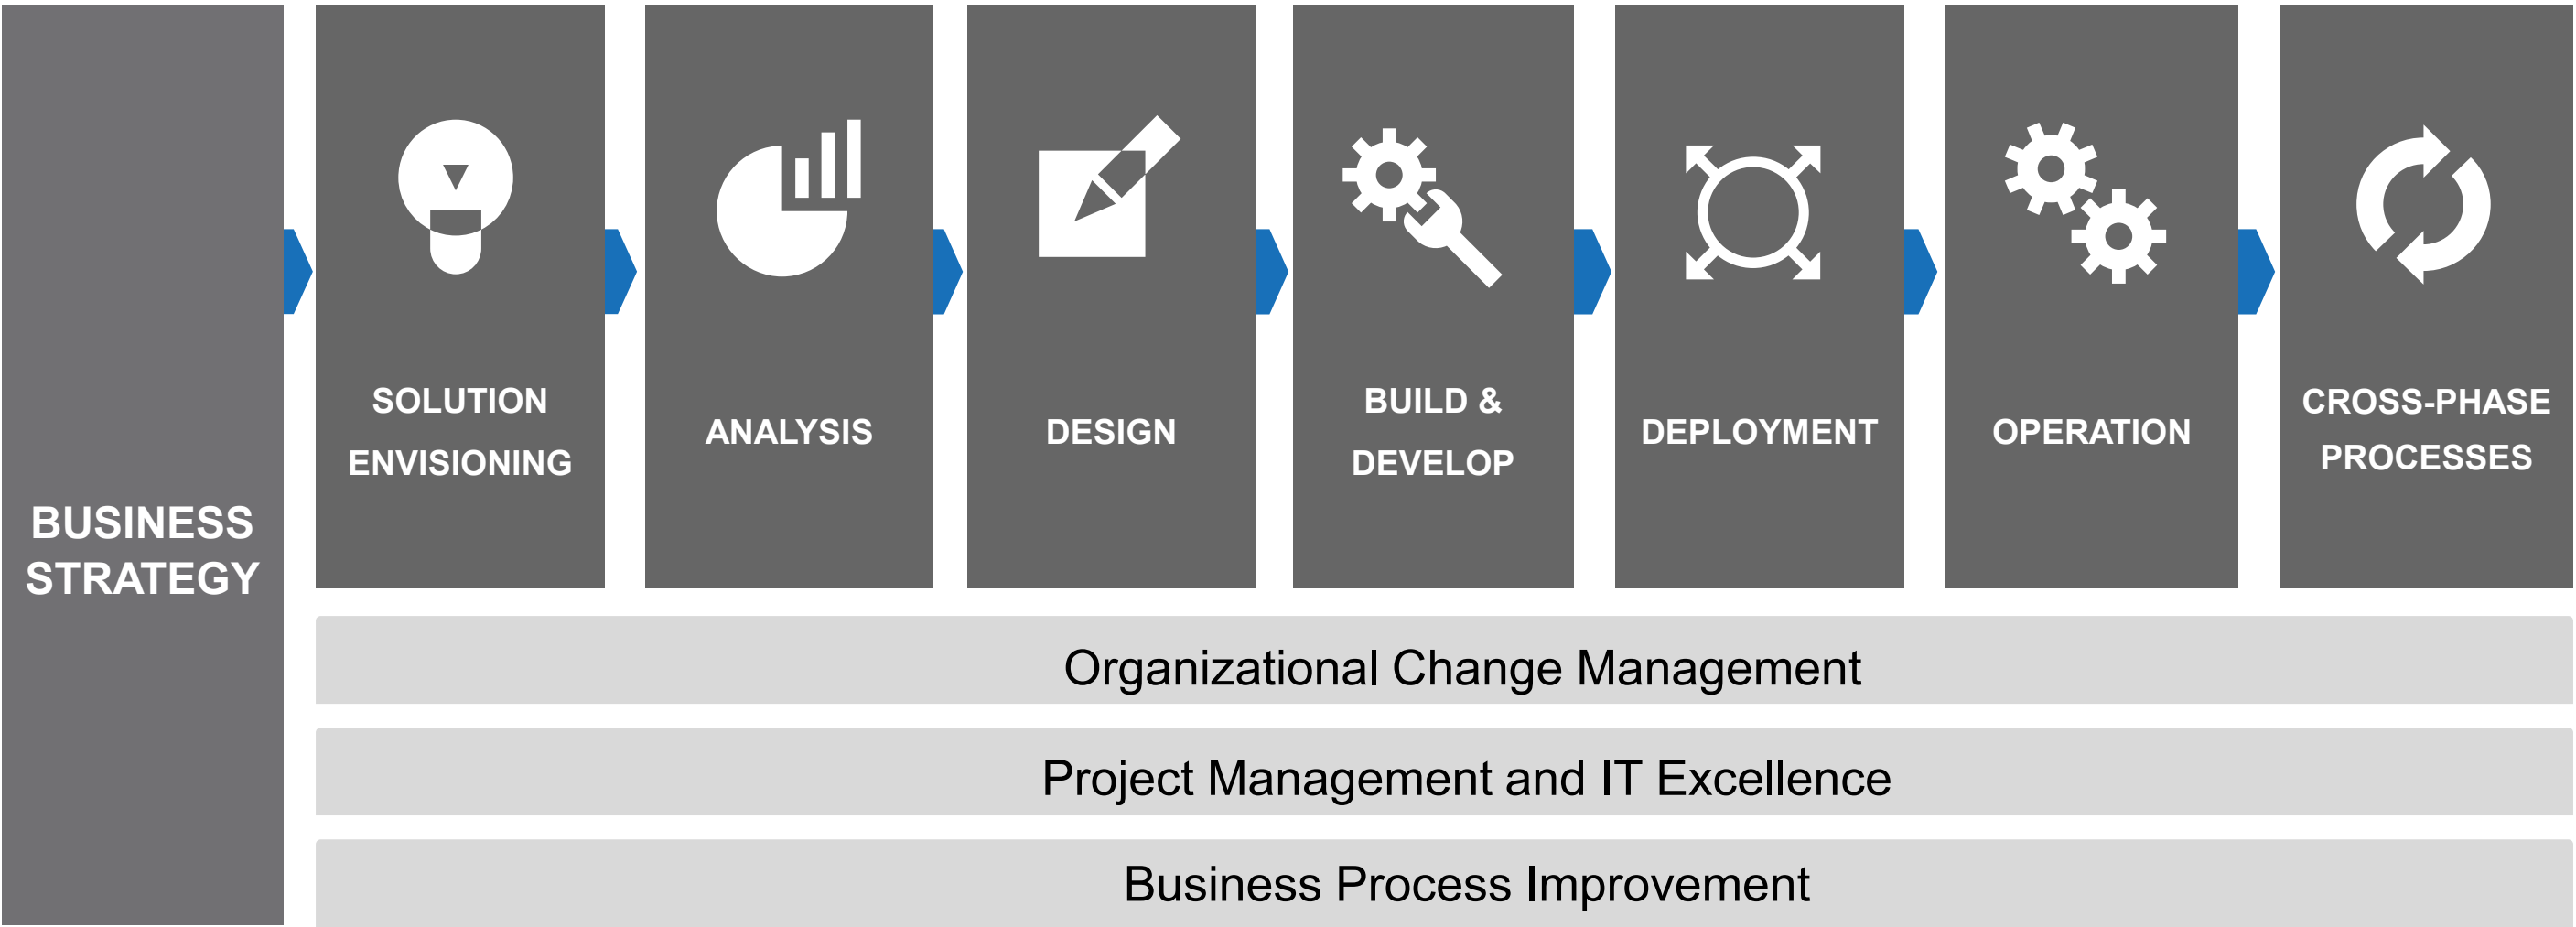 BUSINESS
STRATEGY
SOLUTION
ENVISIONING
ANALYSIS
DESIGN
BUILD &
DEVELOP
DEPLOYMENT
OPERATION
CROSS-PHASE
PROCESSES
Organizational Change Management
Project Management and IT Excellence
Business Process Improvement